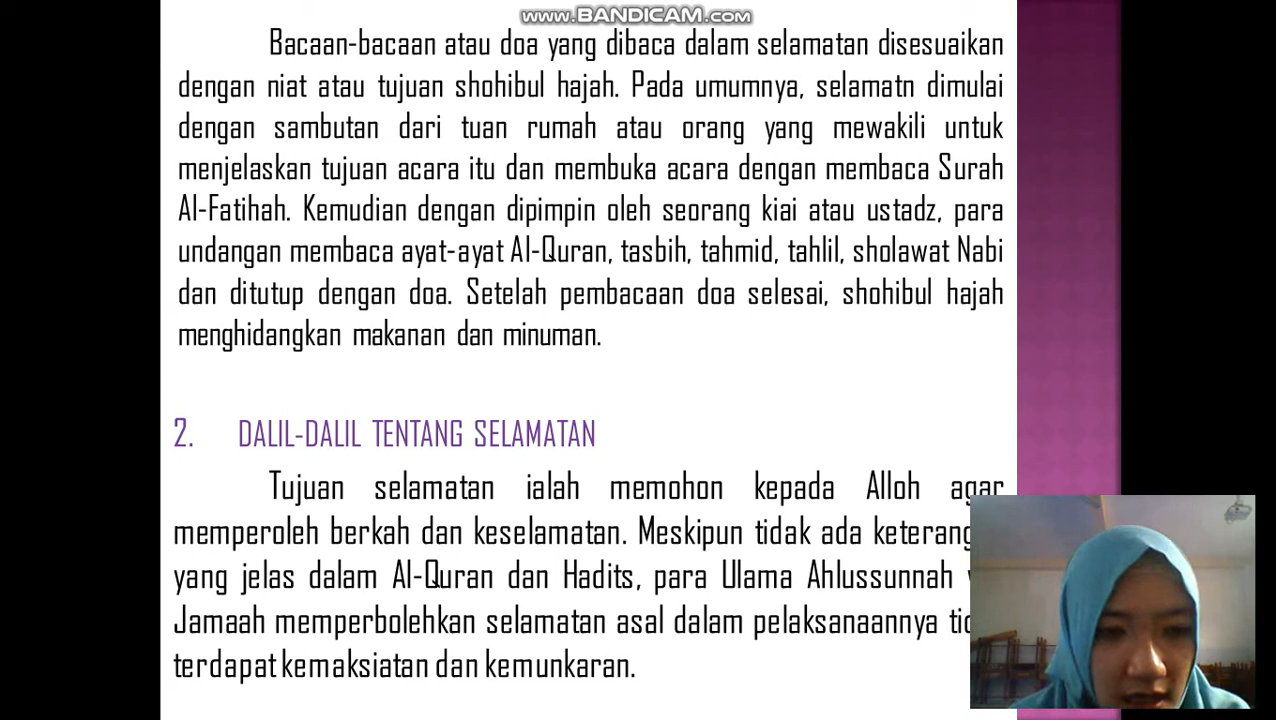 www.BANDICAM.com
Bacaan-bacaan atau doa yang dibaca dalam selamatan disesuaikan
dengan niat atau tujuan shohibul hajah. Pada umumnya, selamatn dimulai
dengan sambutan dari tuan rumah atau orang yang mewakili untuk
menjelaskan tujuan acara itu dan membuka acara dengan membaca Surah
Al-Fatihah. Kemudian dengan dipimpin oleh seorang kiai atau ustadz, para
undangan membaca ayat-ayat Al-Quran, tasbih, tahmid, tahlil, sholawat Nabi
dan ditutup dengan doa. Setelah pembacaan doa selesai, shohibul hajah
menghidangkan makanan dan minuman.
2. DALIL-DALIL TENTANG SELAMATAN
Tujuan selamatan ialah memohon kepada Alloh agar
memperoleh berkah dan keselamatan. Meskipun tidak ada
yang jelas dalam Al-Quran dan Hadits, para Ulama Ahlussunnah
Jamaah memperbolehkan selamatan asal dalam pelaksanaannya
terdapat kemaksiatan dan kemunkaran.